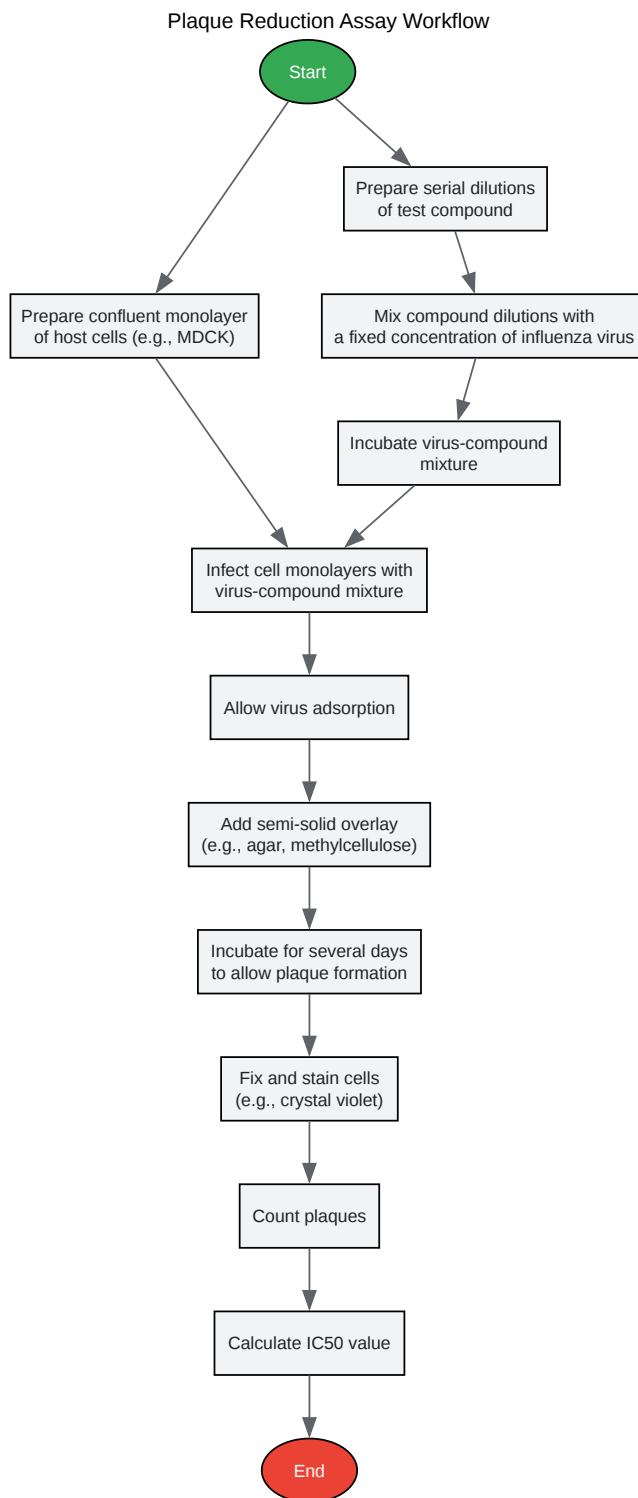 Plaque Reduction Assay Workflow
Start
Prepare serial dilutions
of test compound
Prepare confluent monolayer
of host cells (e.g., MDCK)
Mix compound dilutions with
a fixed concentration of influenza virus
Incubate virus-compound
mixture
Infect cell monolayers with
virus-compound mixture
Allow virus adsorption
Add semi-solid overlay
(e.g., agar, methylcellulose)
Incubate for several days
to allow plaque formation
Fix and stain cells
(e.g., crystal violet)
Count plaques
Calculate IC50 value
End